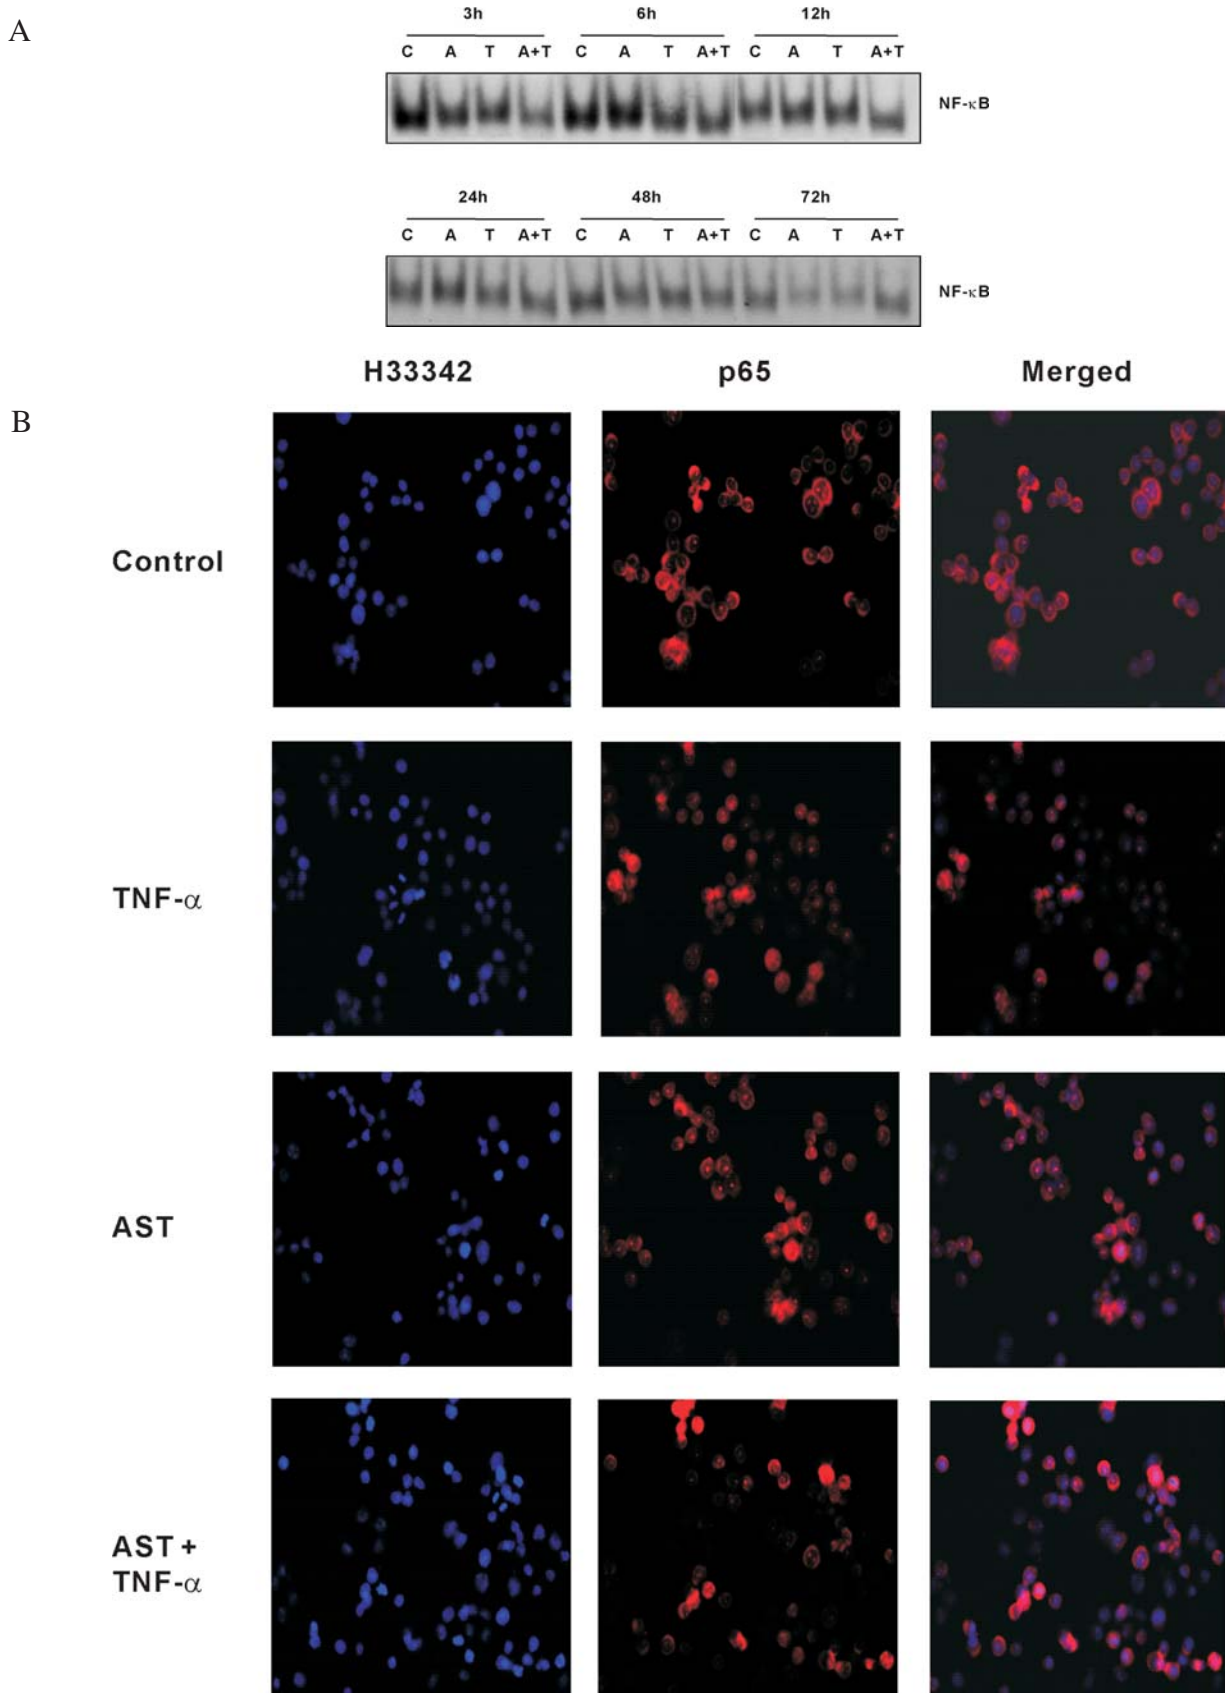 A
3h 6h 12h
C A T A+T C A T A+T C A T A+T
NF-κB
24h 48h 72h
C A T A+T C A T A+T C A T A+T
NF-κB
H33342 p65 Merged
B
Control
TNF-α
AST
AST +
TNF-α